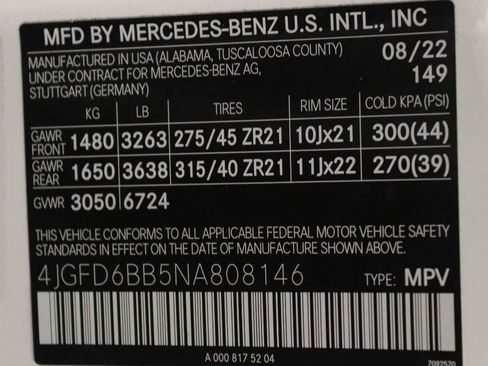 MFD BY MERCEDES-BENZ U.S. INTL., INC
MANUFACTURED IN USA (ALABAMA, TUSCALOOSA COUNTY) 08/22
UNDER CONTRACT FOR MERCEDES-BENZ AG, 149
STUTTGART (GERMANY)
KG LB TIRES RIM SIZE COLD KPA (PSI)
GAWR FRONT 1480 3263 275/45 ZR21 10Jx21 300(44)
GAWR REAR 1650 3638 315/40 ZR21 11Jx22 270(39)
GVWR 3050 6724
THIS VEHICLE CONFORMS TO ALL APPLICABLE FEDERAL MOTOR VEHICLE SAFETY
STANDARDS IN EFFECT ON THE DATE OF MANUFACTURE SHOWN ABOVE.
4JGFD6BB5NA808146 TYPE: MPV
A 000 817 52 04
7092570